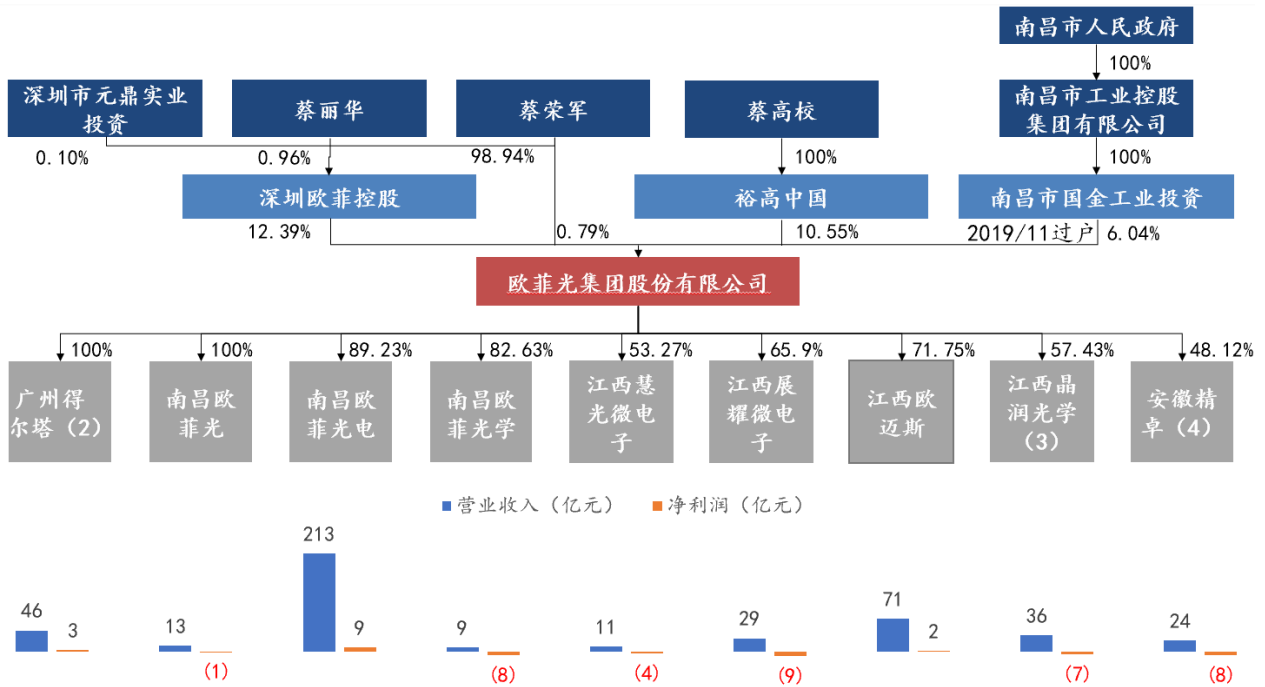 南昌市人民政府
100%
深圳市元鼎实业
投资
蔡丽华
蔡荣军
蔡高校
南昌市工业控股
集团有限公司
0.10%
0.96%
98.94%
100%
100%
深圳欧菲控股
裕高中国
南昌市国金工业投资
12.39%
0.79%
10.55%
2019/11过户
6.04%
欧菲光集团股份有限公司
100%
100%
89.23%
82.63%
53.27%
65.9%
71.75%
57.43%
48.12%
广州得
尔塔（2）
南昌欧
菲光
南昌欧
菲光电
南昌欧
菲光学
江西慧
光微电
子
江西展
耀微电
子
江西欧
迈斯
江西晶
润光学
（3）
安徽精
卓（4）
营业收入（亿元）
净利润（亿元）
46
3
13
(1)
213
9
9
(8)
11
(4)
29
(9)
71
2
36
(7)
24
(8)